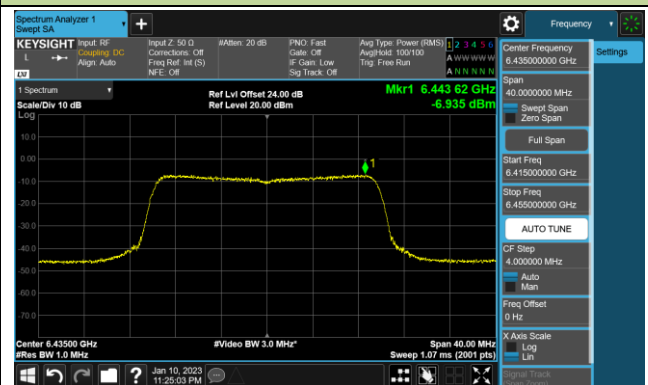 Spectrum Analyzer 1
Swept SA
Frequency
KEYSIGHT
Input: RF
Coupling: DC
Align: Auto
Input Z: 50 Ω
Corrections: Off
Freq Ref: Int (S)
NFE: Off
#Atten: 20 dB
PNO: Fast
Gate: Off
IF Gain: Low
Sig Track: Off
Avg Type: Power (RMS)
Avg|Hold: 100/100
Trig: Free Run
1 2 3 4 5 6
A W W W W W
A N N N N N
L
LXI
1 Spectrum
Scale/Div 10 dB
Log
Ref Lvl Offset 24.00 dB
Ref Level 20.00 dBm
Mkr1 6.443 62 GHz
-6.935 dBm
10.0
0.00
-10.0
-20.0
-30.0
-40.0
-50.0
-60.0
-70.0
1
Center 6.43500 GHz
#Res BW 1.0 MHz
#Video BW 3.0 MHz*
Span 40.00 MHz
Sweep 1.07 ms (2001 pts)
Center Frequency
6.435000000 GHz
Settings
Span
40.0000000 MHz
Swept Span
Zero Span
Full Span
Start Freq
6.415000000 GHz
Stop Freq
6.455000000 GHz
AUTO TUNE
CF Step
4.000000 MHz
Auto
Man
Freq Offset
0 Hz
X Axis Scale
Log
Lin
Signal Track
(Span Zoom)
Jan 10, 2023
11:25:03 PM